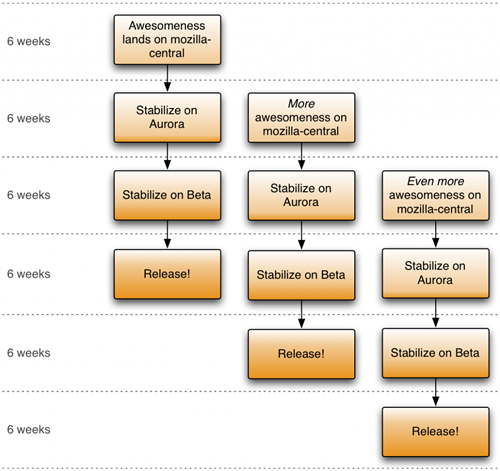 6 weeks
Awesomeness
lands on mozilla-
central
6 weeks
Stabilize on
Aurora
More
awesomeness on
mozilla-central
6 weeks
Stabilize on Beta
Stabilize on
Aurora
Even more
awesomeness on
mozilla-central
6 weeks
Release!
Stabilize on Beta
Stabilize on
Aurora
6 weeks
Release!
Stabilize on Beta
6 weeks
Release!